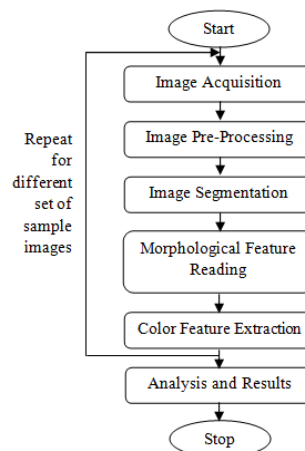 Start
Image Acquisition
Image Pre-Processing
Repeat
for
different
set of
sample
images
Image Segmentation
Morphological Feature
Reading
Color Feature Extraction
Analysis and Results
Stop